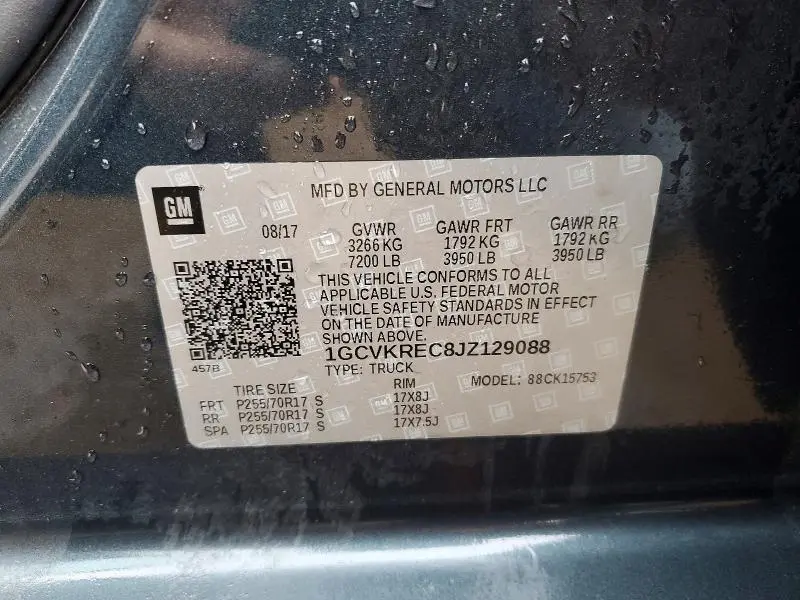 MFD BY GENERAL MOTORS LLC
GM
08/17 GVWR GAWR FRT GAWR RR
3266 KG 1792 KG 1792 KG
7200 LB 3950 LB 3950 LB
THIS VEHICLE CONFORMS TO ALL
APPLICABLE U.S. FEDERAL MOTOR
VEHICLE SAFETY STANDARDS IN EFFECT
ON THE DATE OF MANUFACTURE
SHOWN ABOVE.
457B
1GCVKREC8JZ129088
TYPE: TRUCK
MODEL: 88CK15753
TIRE SIZE RIM
FRT P255/70R17 S 17X8J
RR P255/70R17 S 17X8J
SPA P255/70R17 S 17X7.5J